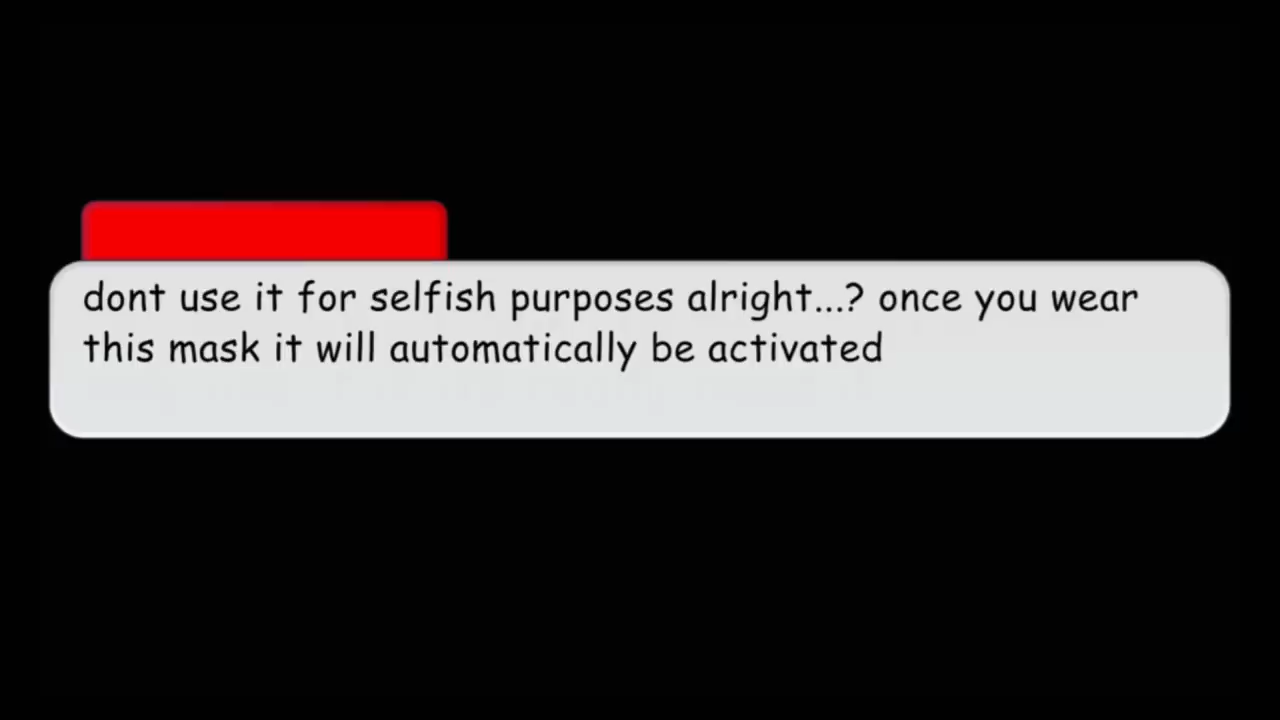 dont use it for selfish purposes alright...? once you wear
this mask it will automatically be activated